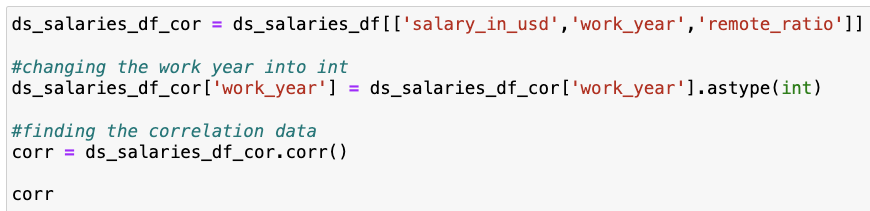 ds_salaries_df_cor = ds_salaries_df[['salary_in_usd','work_year','remote_ratio']]
#changing the work year into int
ds_salaries_df_cor['work_year'] = ds_salaries_df_cor['work_year'].astype(int)
#finding the correlation data
corr = ds_salaries_df_cor.corr()
corr